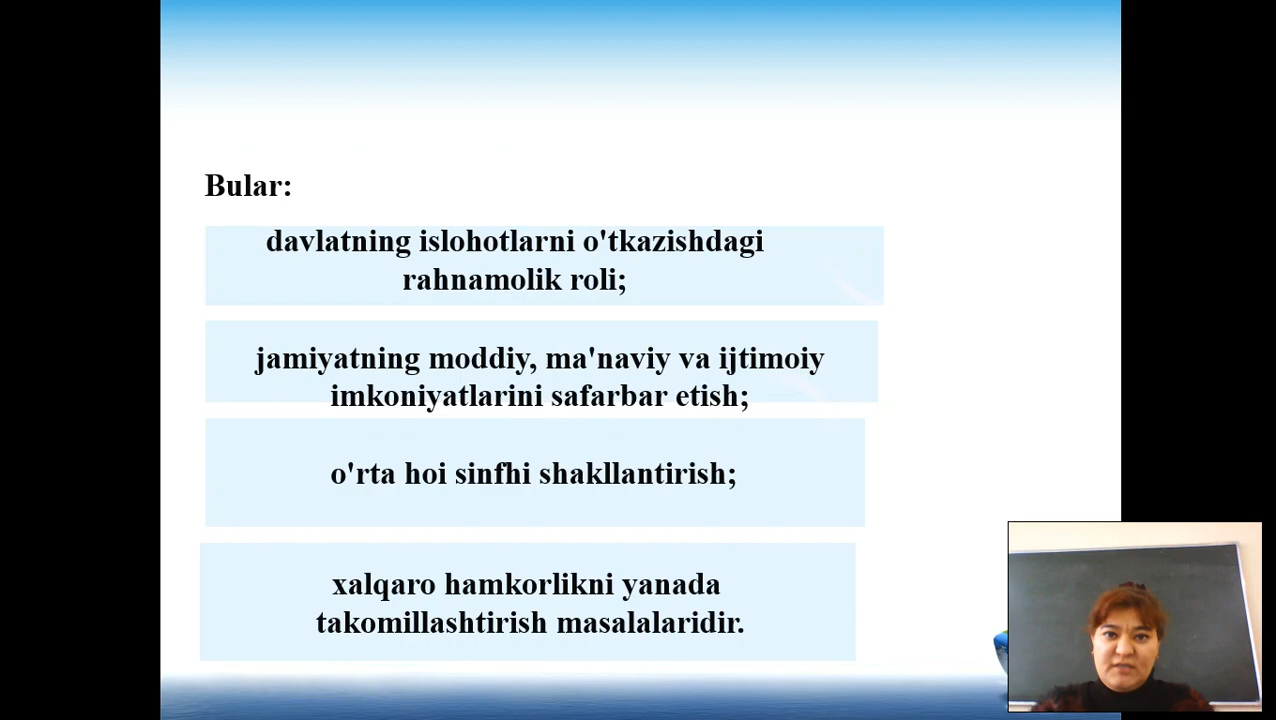 Bular:
davlatning islohotlarni o'tkazishdagi
rahnamolik roli;
jamiyatning moddiy, ma'naviy va ijtimoiy
imkoniyatlarini safarbar etish;
o'rta hoi sinfhi shakllantirish;
xalqaro hamkorlikni yanada
takomillashtirish masalalaridir.